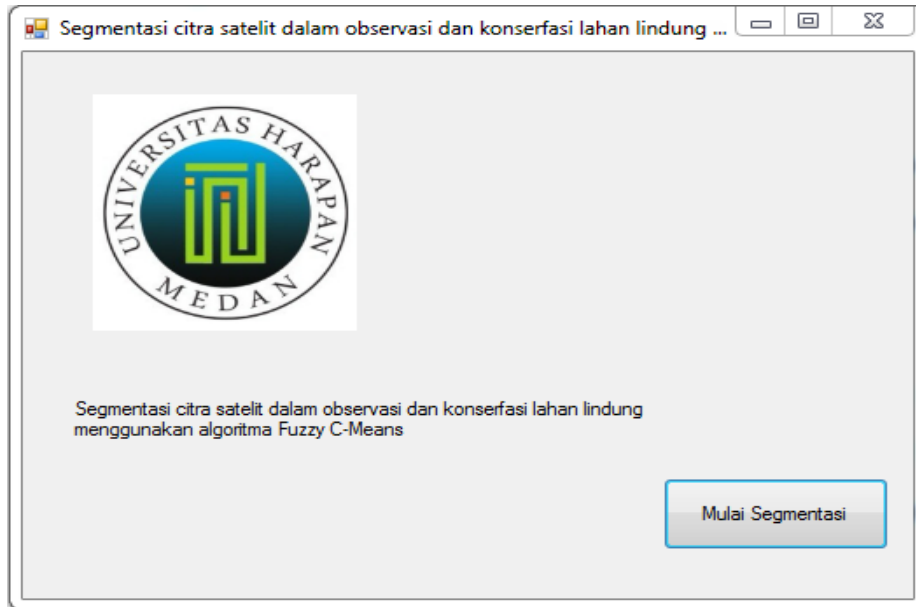 Segmentasi citra satelit dalam observasi dan konserfasi lahan lindung ...
UNIVERSITAS HARAPAN
MEDAN
Segmentasi citra satelit dalam observasi dan konserfasi lahan lindung
menggunakan algoritma Fuzzy C-Means
Mulai Segmentasi